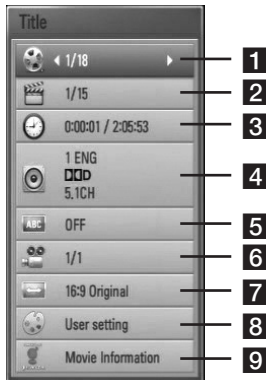 Title
1/18
1
1/15
2
0:00:01 / 2:05:53
3
1 ENG
DD D
5.1CH
4
ABC
OFF
5
1/1
6
16:9 Original
7
User setting
8
Movie Information
9